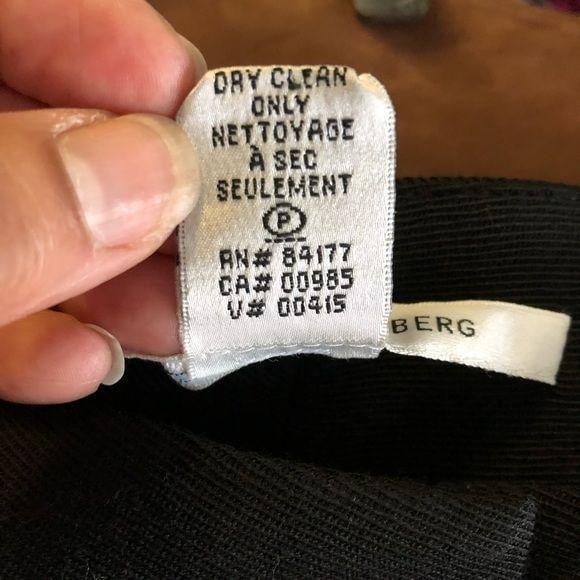 DRY CLEAN
ONLY
NETTOYAGE
À SEC
SEULEMENT
P
RN# 84177
CA# 00985
V# 00415
BERG